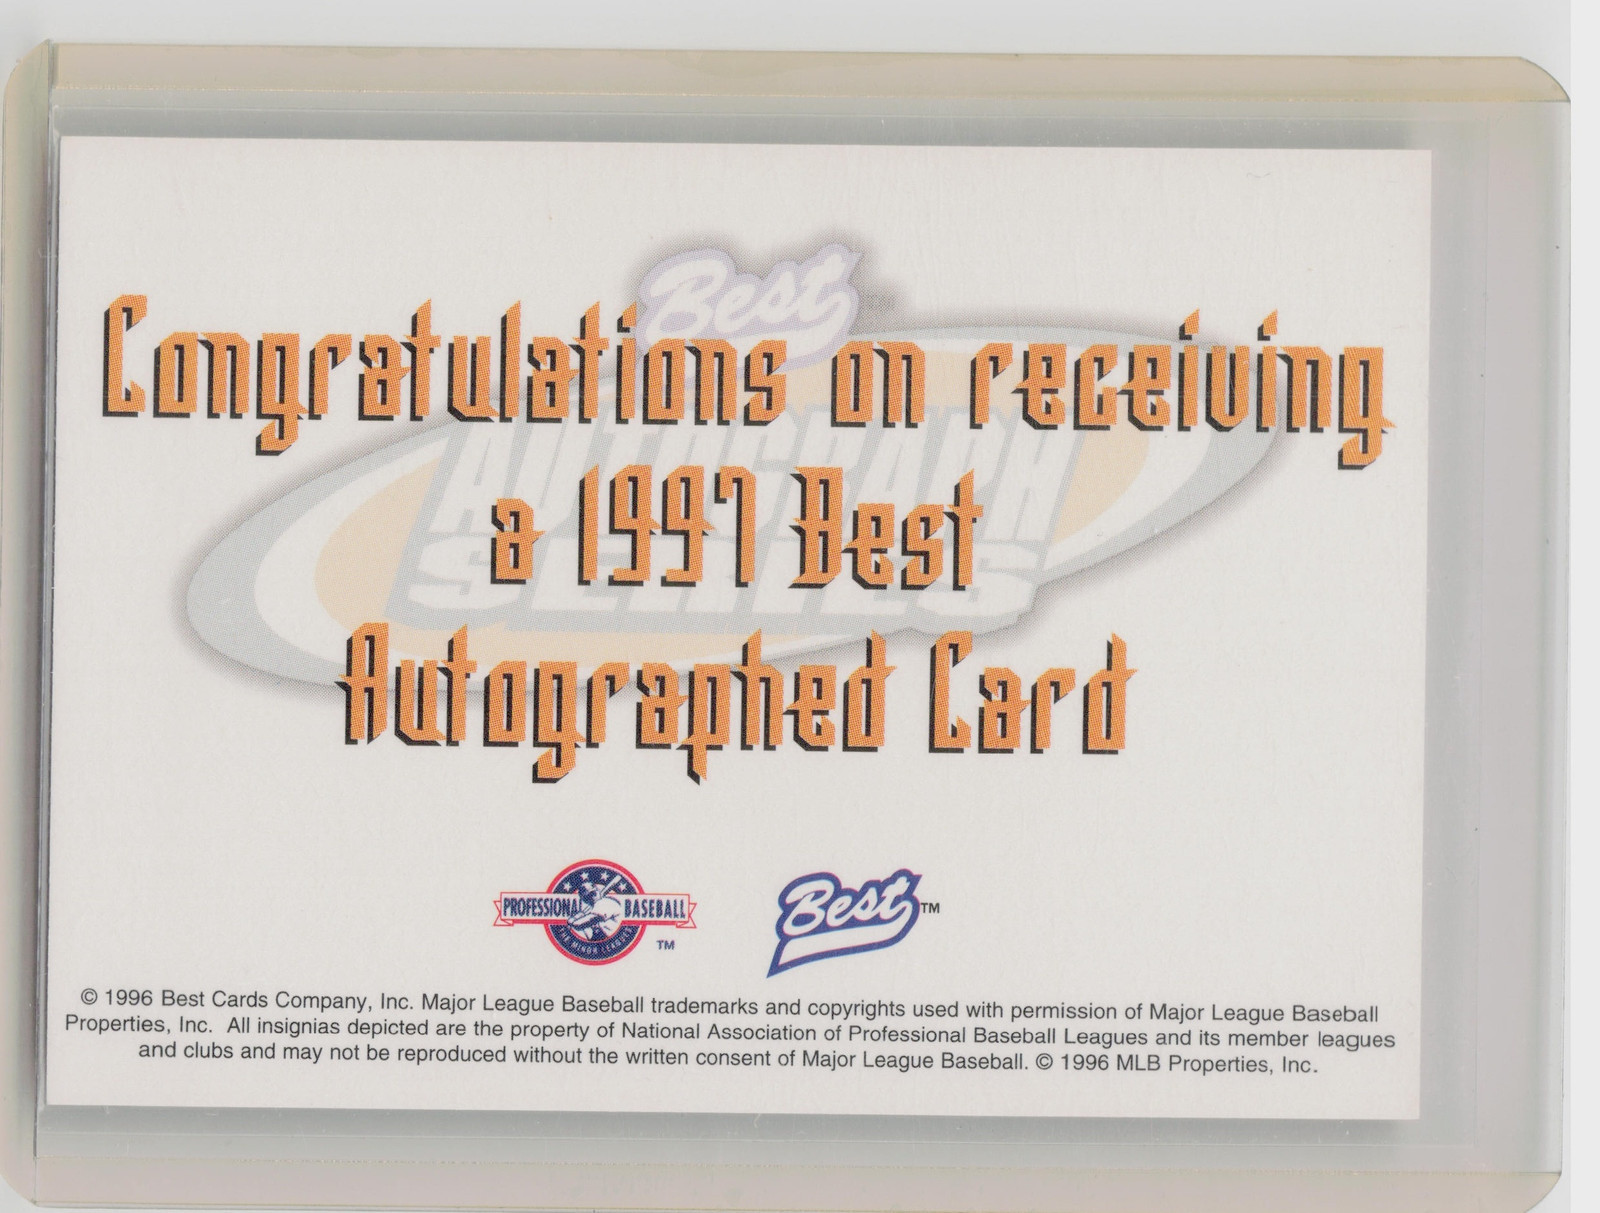 Best
Congratulations on receiving
AUTOGRAPH
a 1997 Best
SERIES
Autographed Card
PROFESSIONAL BASEBALL
THE MINOR LEAGUES
TM
Best TM
© 1996 Best Cards Company, Inc. Major League Baseball trademarks and copyrights used with permission of Major League Baseball
Properties, Inc.  All insignias depicted are the property of National Association of Professional Baseball Leagues and its member leagues
and clubs and may not be reproduced without the written consent of Major League Baseball. © 1996 MLB Properties, Inc.